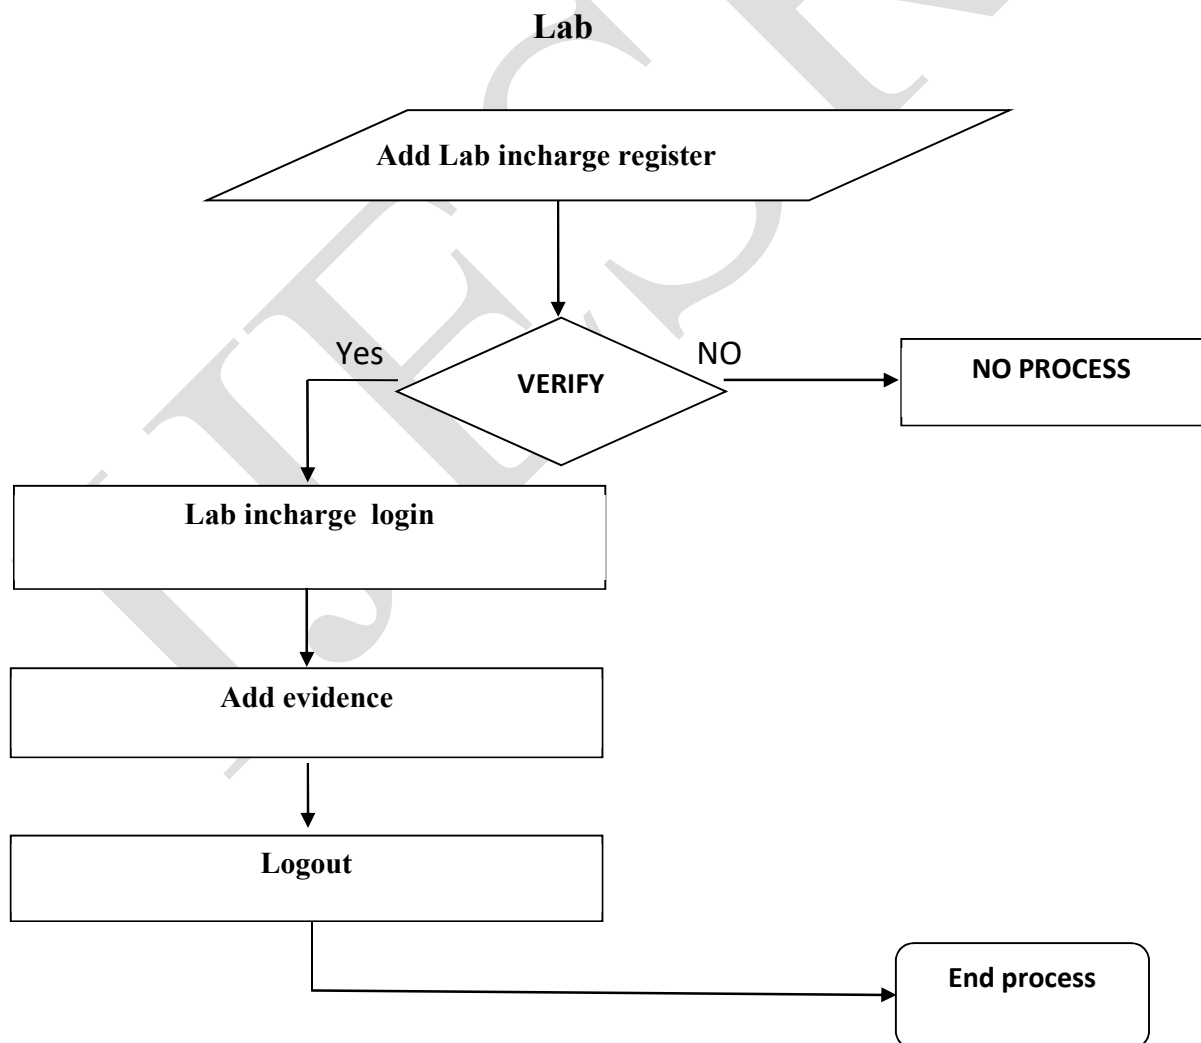 Lab
Add Lab incharge register
Yes
VERIFY
NO
NO PROCESS
Lab incharge login
Add evidence
Logout
End process